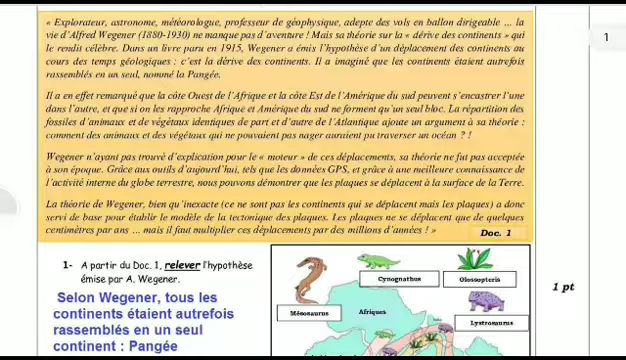 « Explorateur, astronome, météorologue, professeur de géophysique, adepte des vols en ballon dirigeable ... la
vie d'Alfred Wegener (1880-1930) ne manque pas d'aventure ! Mais sa théorie sur la « dérive des continents » qui
le rendit célèbre. Dans un livre paru en 1915, Wegener a émis l'hypothèse d'un déplacement des continents au
cours des temps géologiques : c'est la dérive des continents. Il a imaginé que les continents étaient autrefois
rassemblés en un seul, nommé la Pangée.
Il a en effet remarqué que la côte Ouest de l'Afrique et la côte Est de l'Amérique du sud peuvent s'encastrer l'une
dans l'autre, et que si on les rapproche Afrique et Amérique du sud ne forment qu'un seul bloc. La répartition des
fossiles d'animaux et de végétaux identiques de part et d'autre de l'Atlantique ajoute un argument à sa théorie :
comment des animaux et des végétaux qui ne pouvaient pas nager auraient pu traverser un océan ? !
Wegener n'ayant pas trouvé d'explication pour le « moteur » de ces déplacements, sa théorie ne fut pas acceptée
à son époque. Grâce aux outils d'aujourd'hui, tels que les données GPS, et grâce à une meilleure connaissance de
l'activité interne du globe terrestre, nous pouvons démontrer que les plaques se déplacent à la surface de la Terre.
La théorie de Wegener, bien qu'inexacte (ce ne sont pas les continents qui se déplacent mais les plaques) a donc
servi de base pour établir le modèle de la tectonique des plaques. Les plaques ne se déplacent que de quelques
centimètres par ans ... mais il faut multiplier ces déplacements par des millions d'années ! »
Doc. 1
1
1- A partir du Doc. 1, relever l'hypothèse
émise par A. Wegener.
1 pt
Selon Wegener, tous les
continents étaient autrefois
rassemblés en un seul
continent : Pangée
Cynognathus
Glossopteris
Mésosaurus
Afrique
Lystrosaurus